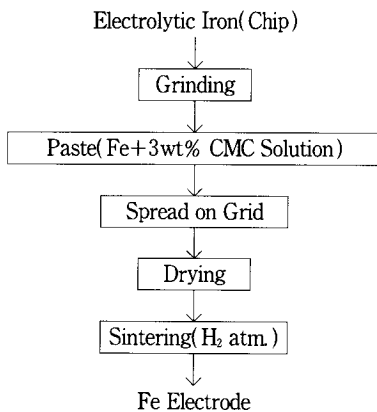 Electrolytic Iron(Chip)
Grinding
Paste(Fe+3wt% CMC Solution)
Spread on Grid
Drying
Sintering(H₂ atm.)
Fe Electrode